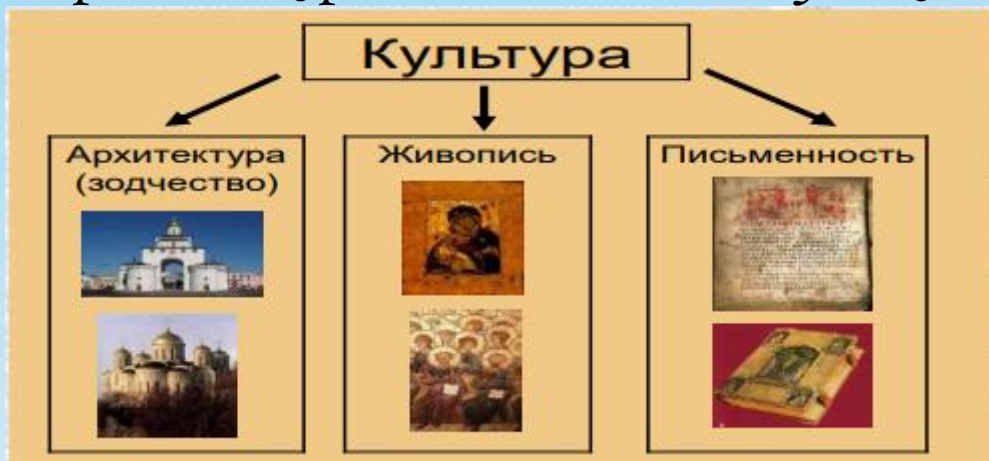 Культура
Архитектура
(зодчество)
Живопись
Письменность